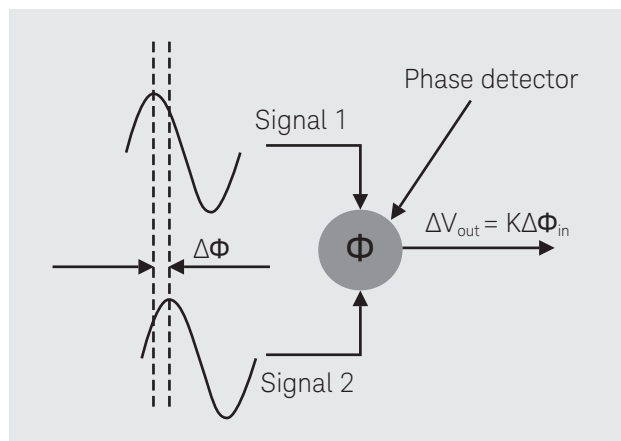 Phase detector
Signal 1
ΔV_out = KΔΦ_in
ΔΦ
Φ
Signal 2